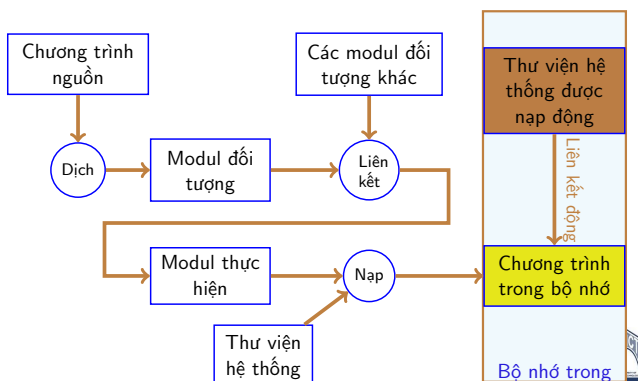 Chương trình
nguồn
Các modul đối
tượng khác
Thư viện hệ
thống được
nạp động
Dịch
Modul đối
tượng
Liên
kết
Liên kết động
Modul thực
hiện
Nạp
Chương trình
trong bộ nhớ
Thư viện
hệ thống
Bộ nhớ trong